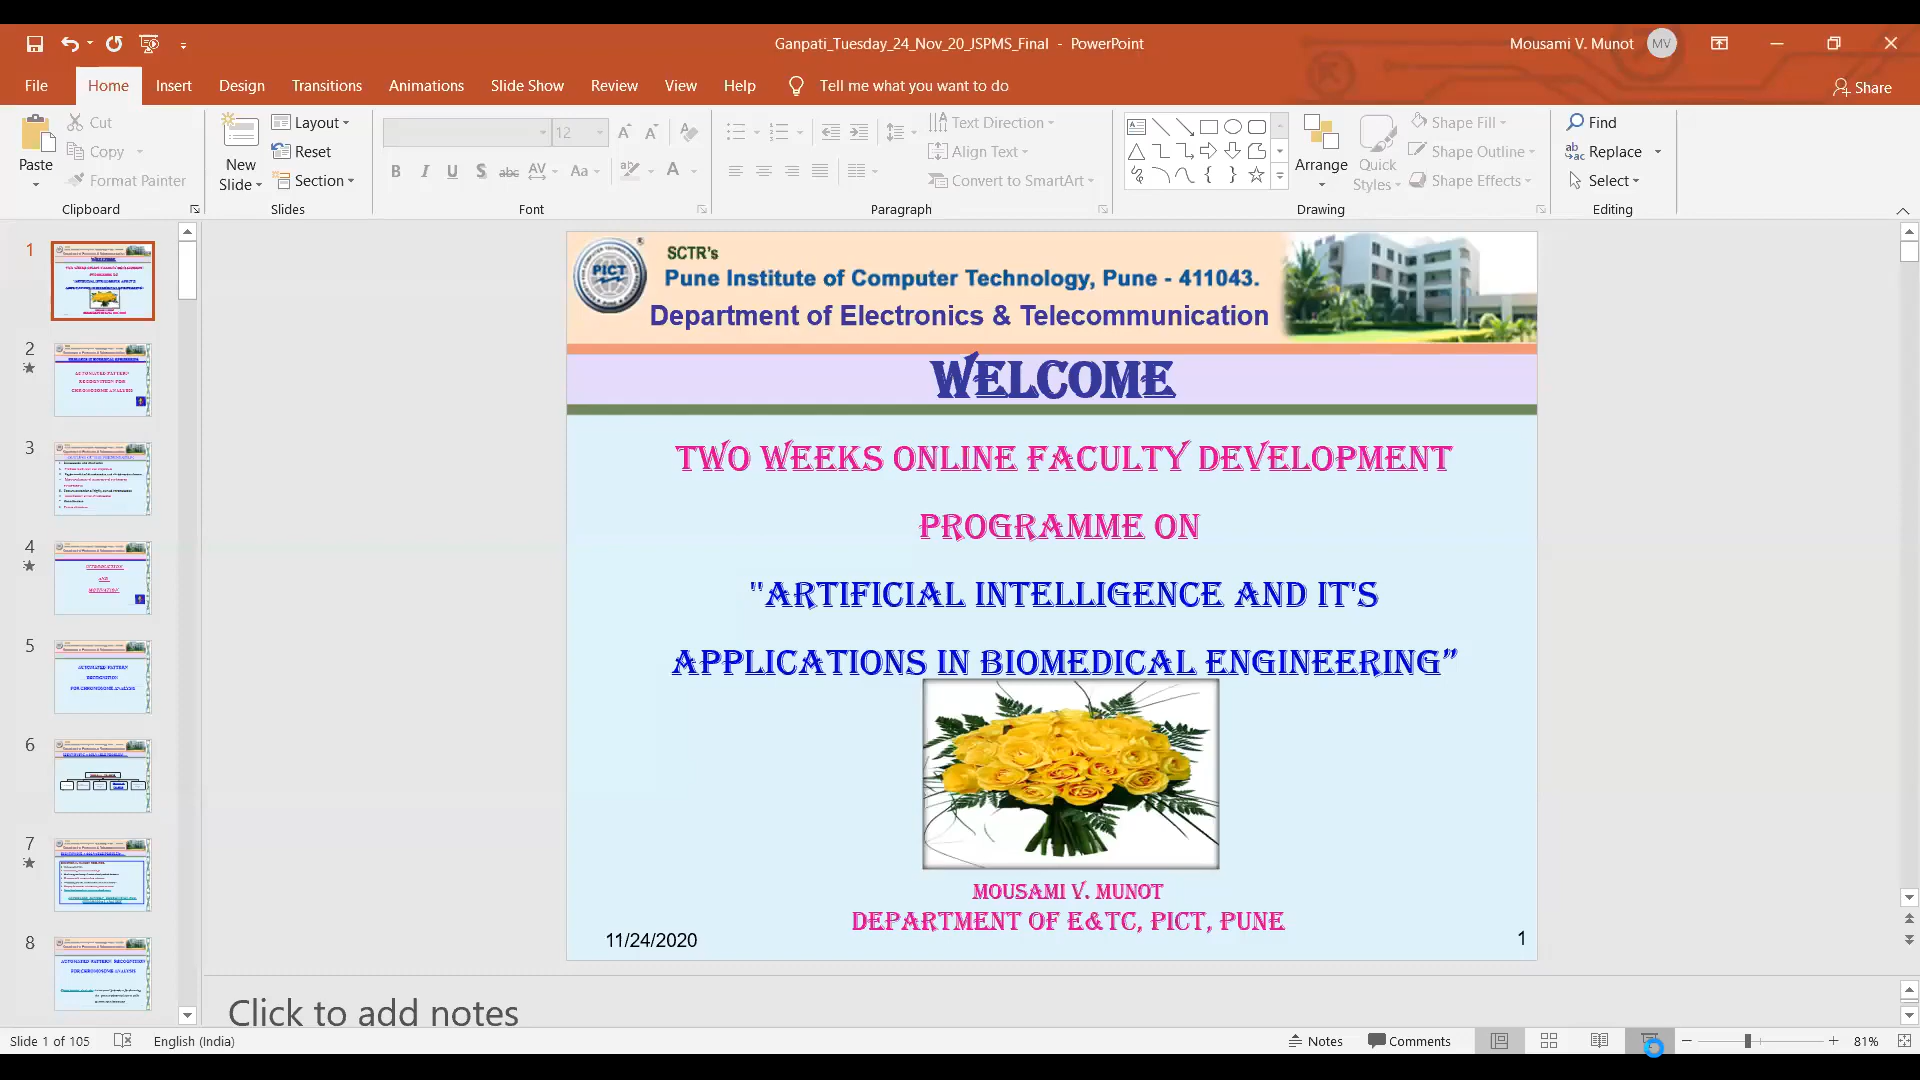 Ganpati_Tuesday_24_Nov_20_JSPMS_Final - PowerPoint
Mousami V. Munot MV
File Home Insert Design Transitions Animations Slide Show Review View Help Tell me what you want to do Share
Paste
Cut
Copy
Format Painter
Clipboard
New Slide
Layout
Reset
Section
Slides
12
B I U S abc AV Aa A
Font
Text Direction
Align Text
Convert to SmartArt
Paragraph
Arrange
Quick Styles
Shape Fill
Shape Outline
Shape Effects
Drawing
Find
Replace
Select
Editing
1
2
3
4
5
6
7
8
PICT
SCTR's
Pune Institute of Computer Technology, Pune - 411043.
Department of Electronics & Telecommunication
WELCOME
TWO WEEKS ONLINE FACULTY DEVELOPMENT
PROGRAMME ON
"ARTIFICIAL INTELLIGENCE AND IT'S
APPLICATIONS IN BIOMEDICAL ENGINEERING”
MOUSAMI V. MUNOT
DEPARTMENT OF E&TC, PICT, PUNE
11/24/2020
1
Click to add notes
Slide 1 of 105 English (India) Notes Comments 81%